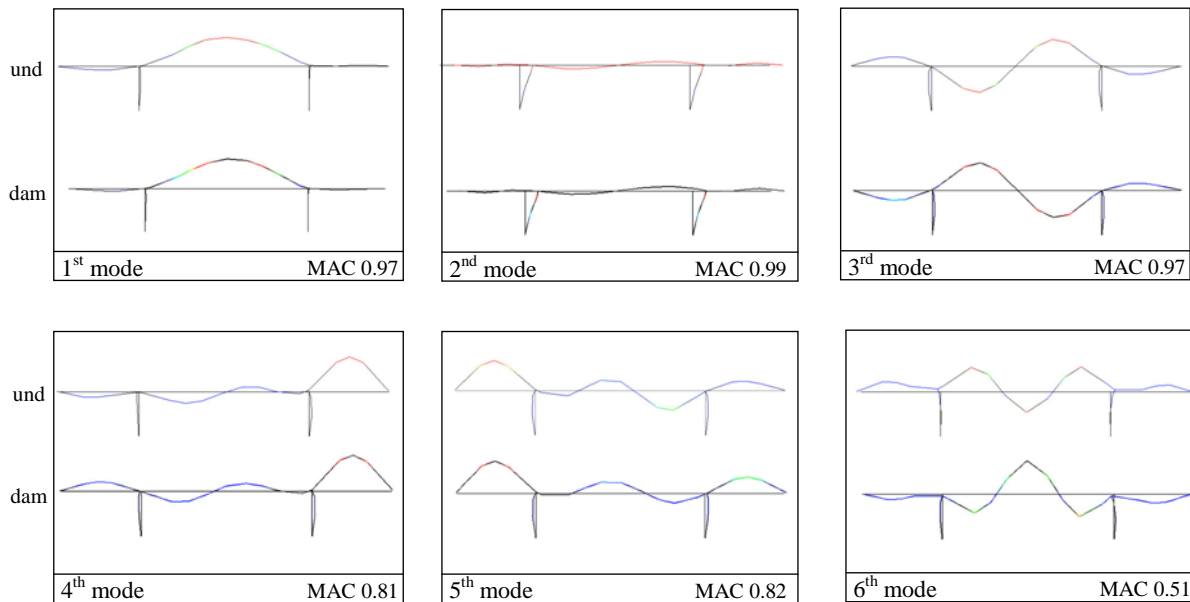 und
dam
1st mode MAC 0.97
2nd mode MAC 0.99
3rd mode MAC 0.97
und
dam
4th mode MAC 0.81
5th mode MAC 0.82
6th mode MAC 0.51